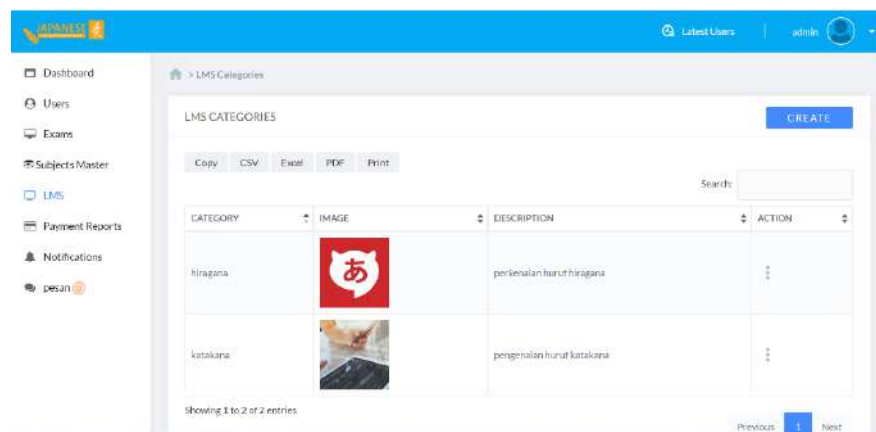 JAPANESE
Latest Users
admin
Dashboard
Users
Exams
Subjects Master
LMS
Payment Reports
Notifications
pesan 0
> LMS Categories
LMS CATEGORIES
CREATE
Copy CSV Excel PDF Print
Search:
CATEGORY IMAGE DESCRIPTION ACTION
hiragana あ perkenalan huruf hiragana
katakana pengenalan huruf katakana
Showing 1 to 2 of 2 entries
Previous 1 Next